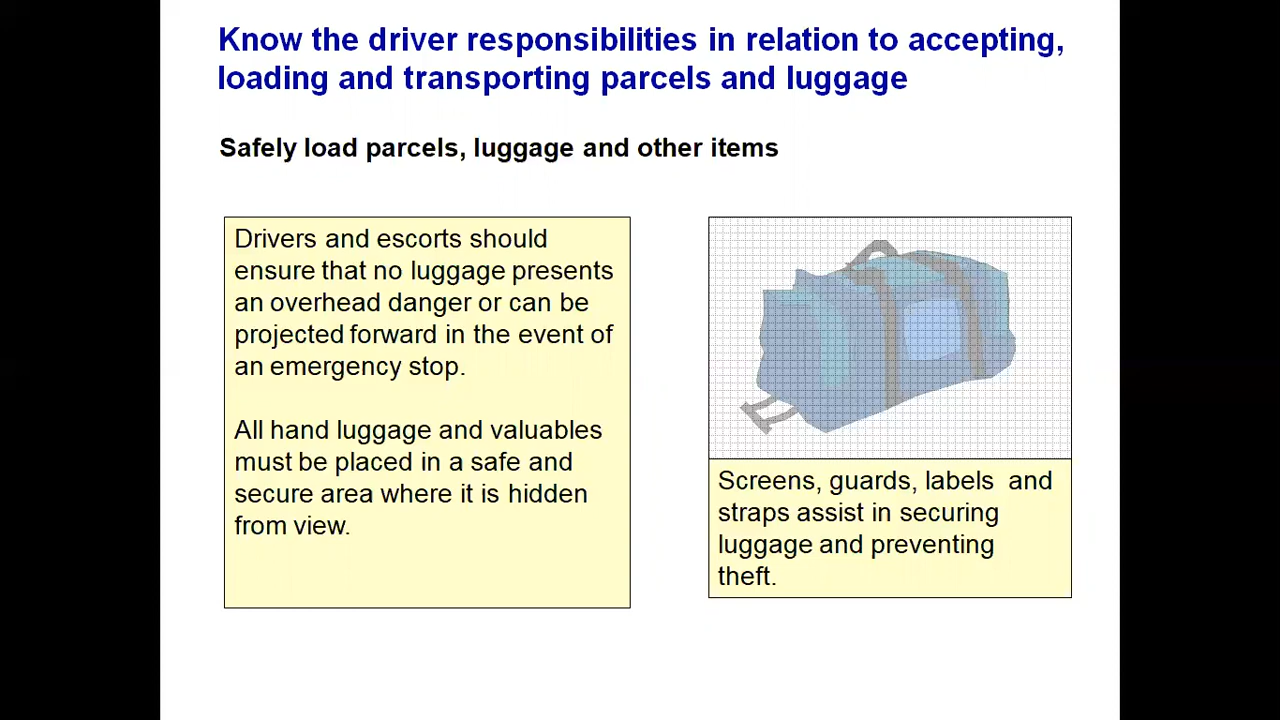 Know the driver responsibilities in relation to accepting,
loading and transporting parcels and luggage
Safely load parcels, luggage and other items
Drivers and escorts should
ensure that no luggage presents
an overhead danger or can be
projected forward in the event of
an emergency stop.
All hand luggage and valuables
must be placed in a safe and
secure area where it is hidden
from view.
Screens, guards, labels  and
straps assist in securing
luggage and preventing
theft.